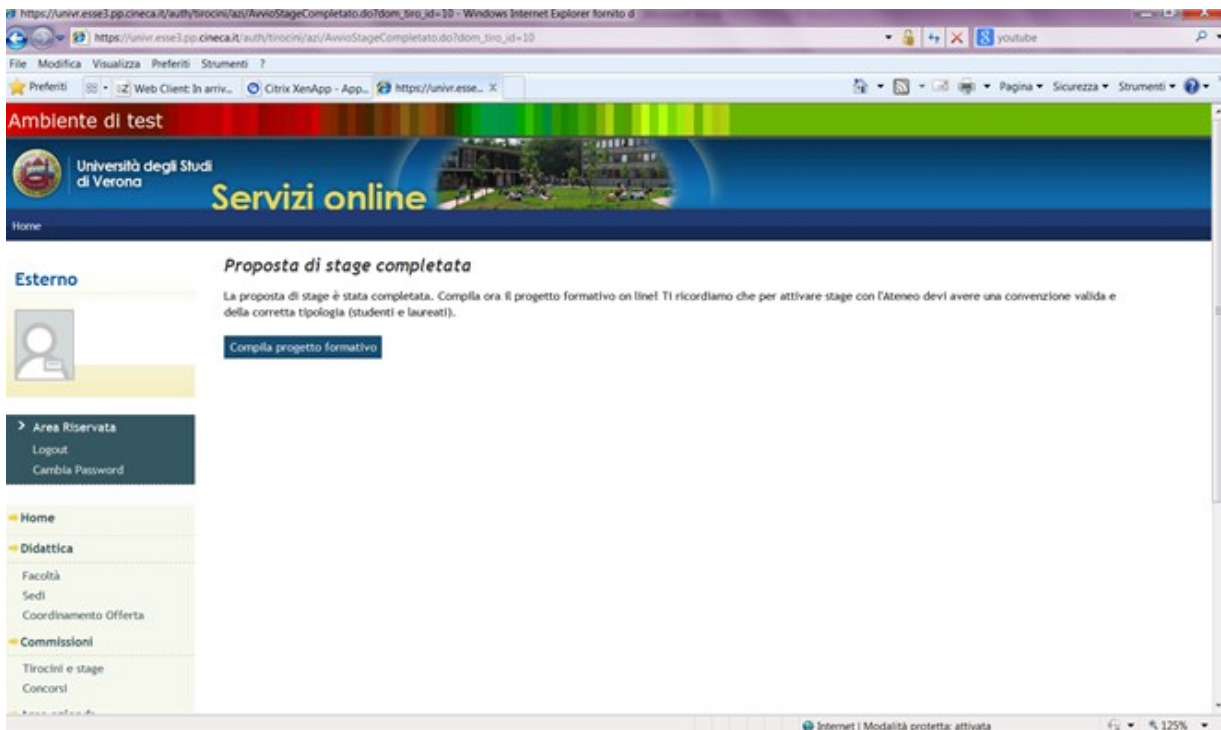 https://univr.esse3.pp.cineca.it/auth/tirocini/azi/AvvioStageCompletato.do?dom_tiro_id=10 - Windows Internet Explorer fornito d
https://univr.esse3.pp.cineca.it/auth/tirocini/azi/AvvioStageCompletato.do?dom_tiro_id=10
youtube
File Modifica Visualizza Preferiti Strumenti ?
Preferiti Web Client: In arriv... Citrix XenApp - App... https://univr.esse... X Pagina Sicurezza Strumenti
Ambiente di test
Università degli Studi
di Verona
Servizi online
Home
Esterno
Proposta di stage completata
La proposta di stage è stata completata. Compila ora il progetto formativo on line! Ti ricordiamo che per attivare stage con l'Ateneo devi avere una convenzione valida e
della corretta tipologia (studenti e laureati).
Compila progetto formativo
Area Riservata
Logout
Cambia Password
Home
Didattica
Facoltà
Sedi
Coordinamento Offerta
Commissioni
Tirocini e stage
Concorsi
Internet | Modalità protetta: attivata 125%